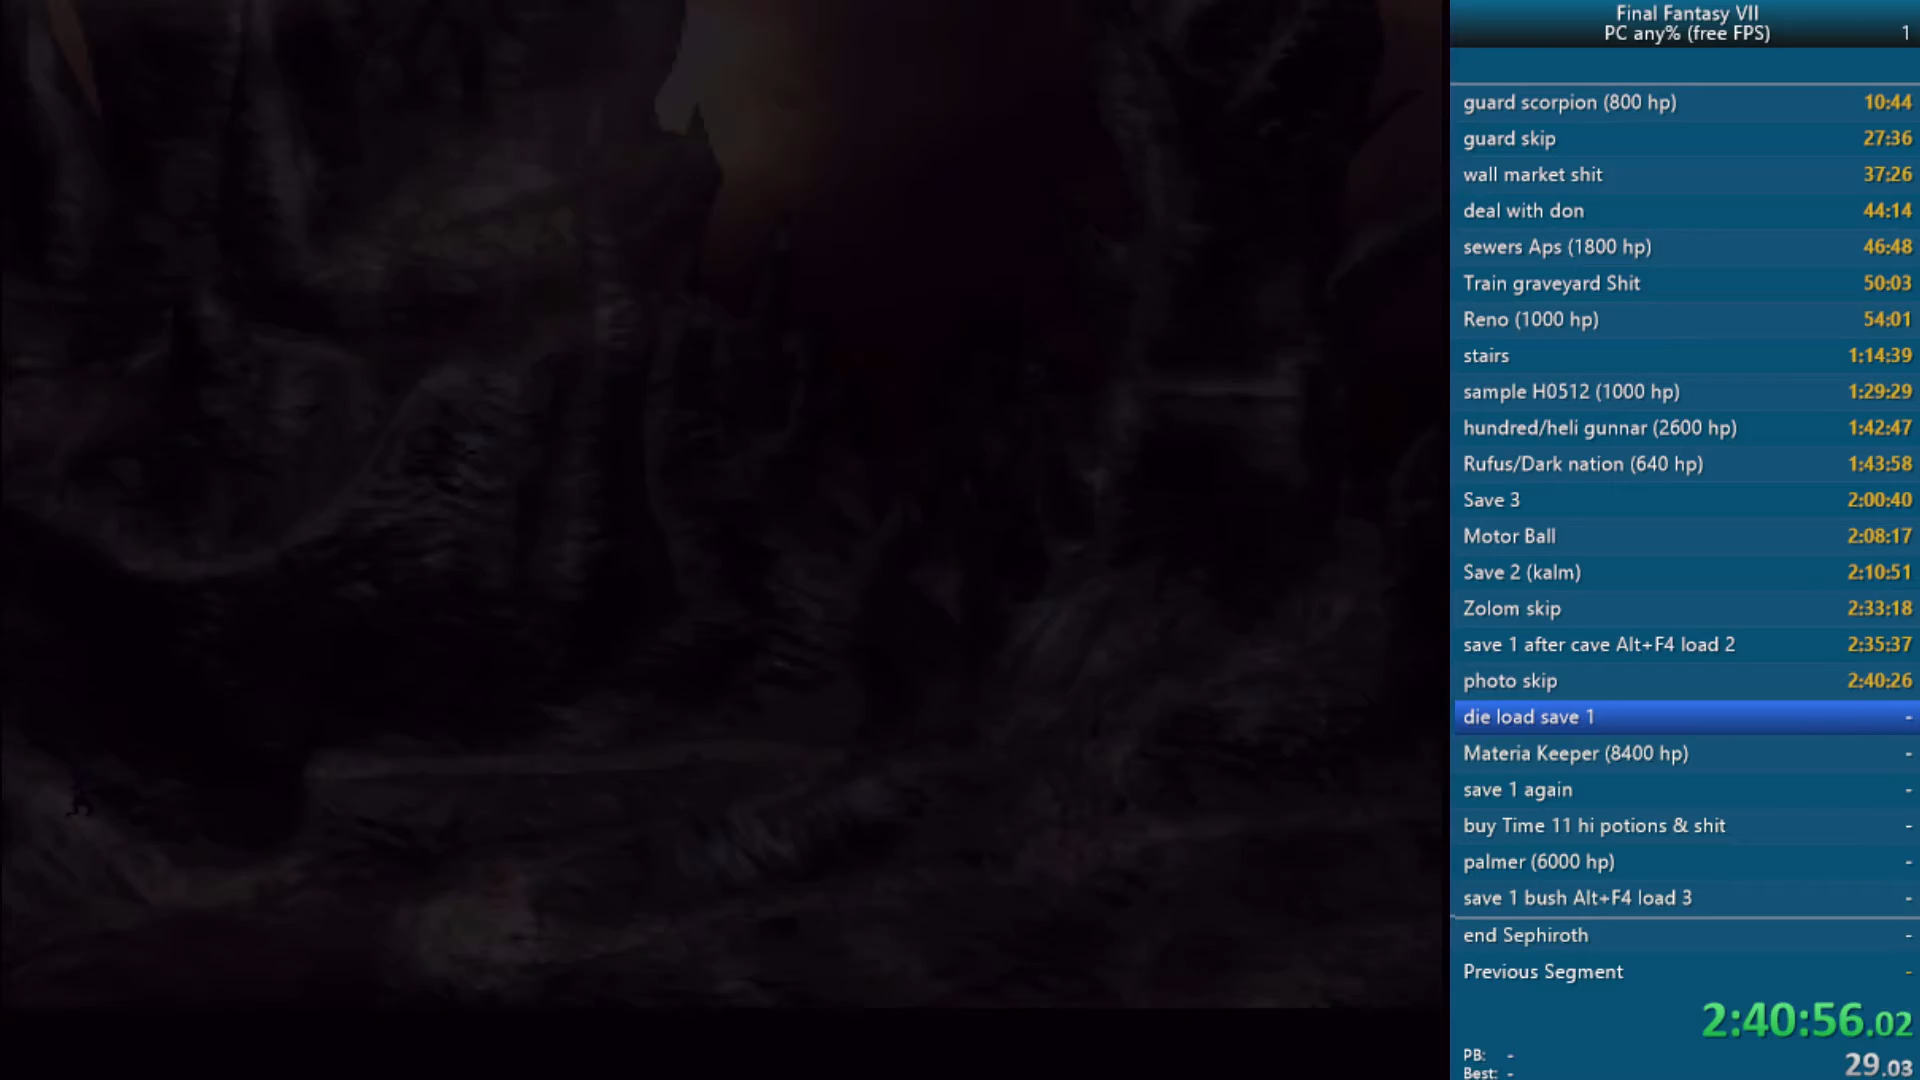 Final Fantasy VII
PC any% (free FPS) 1
guard scorpion (800 hp) 10:44
guard skip 27:36
wall market shit 37:26
deal with don 44:14
sewers Aps (1800 hp) 46:48
Train graveyard Shit 50:03
Reno (1000 hp) 54:01
stairs 1:14:39
sample H0512 (1000 hp) 1:29:29
hundred/heli gunnar (2600 hp) 1:42:47
Rufus/Dark nation (640 hp) 1:43:58
Save 3 2:00:40
Motor Ball 2:08:17
Save 2 (kalm) 2:10:51
Zolom skip 2:33:18
save 1 after cave Alt+F4 load 2 2:35:37
photo skip 2:40:26
die load save 1 -
Materia Keeper (8400 hp) -
save 1 again -
buy Time 11 hi potions & shit -
palmer (6000 hp) -
save 1 bush Alt+F4 load 3 -
end Sephiroth -
Previous Segment -
2:40:56.02
PB: -
Best: - 29.03